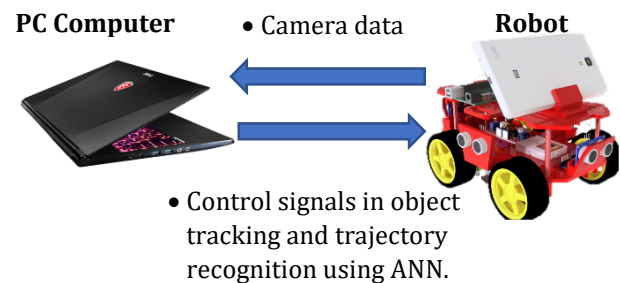 PC Computer
• Camera data
Robot
• Control signals in object
tracking and trajectory
recognition using ANN.